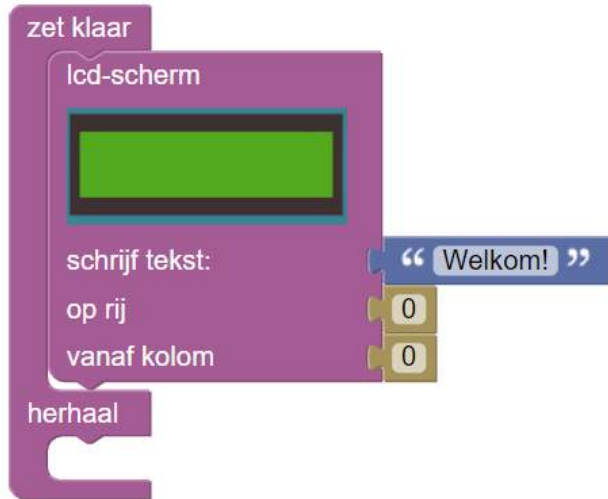 zet klaar
lcd-scherm
schrijf tekst: “ Welkom! ”
op rij 0
vanaf kolom 0
herhaal